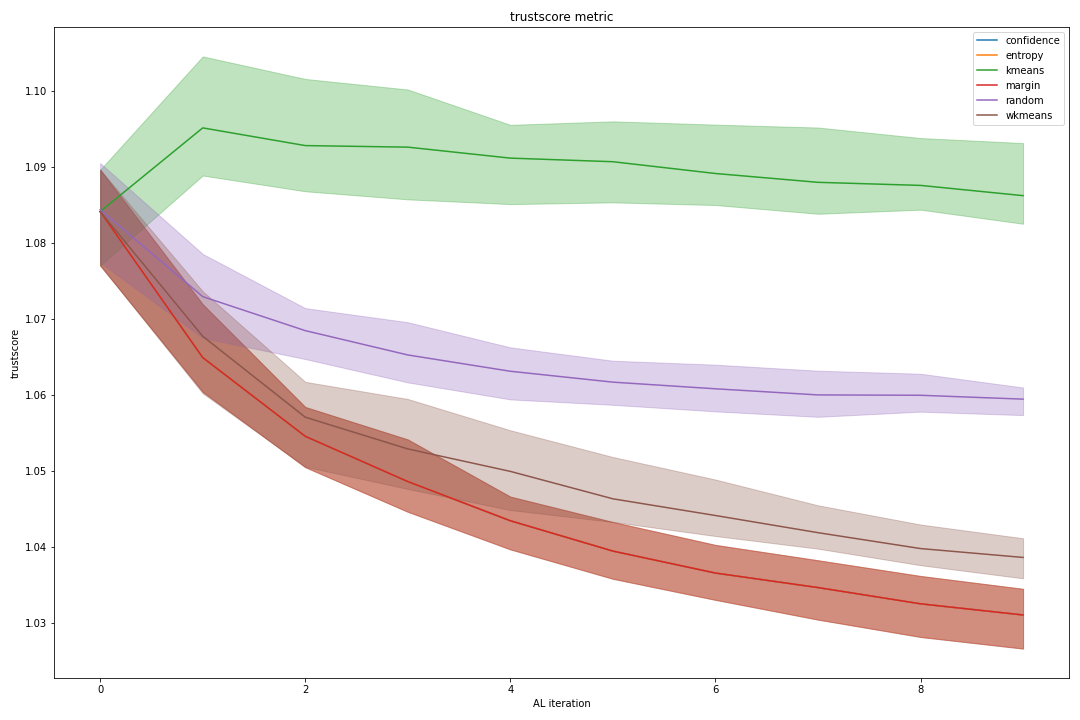 trustscore metric
confidence
entropy
kmeans
margin
random
wkmeans
trustscore
1.10
1.09
1.08
1.07
1.06
1.05
1.04
1.03
0
2
4
6
8
AL iteration